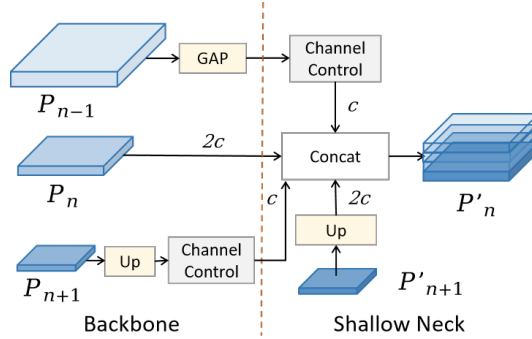 GAP
Channel
Control
P_{n-1}
c
2c
Concat
P_n
c
2c
P'_n
Up
Up
Channel
Control
P_{n+1}
P'_{n+1}
Backbone
Shallow Neck